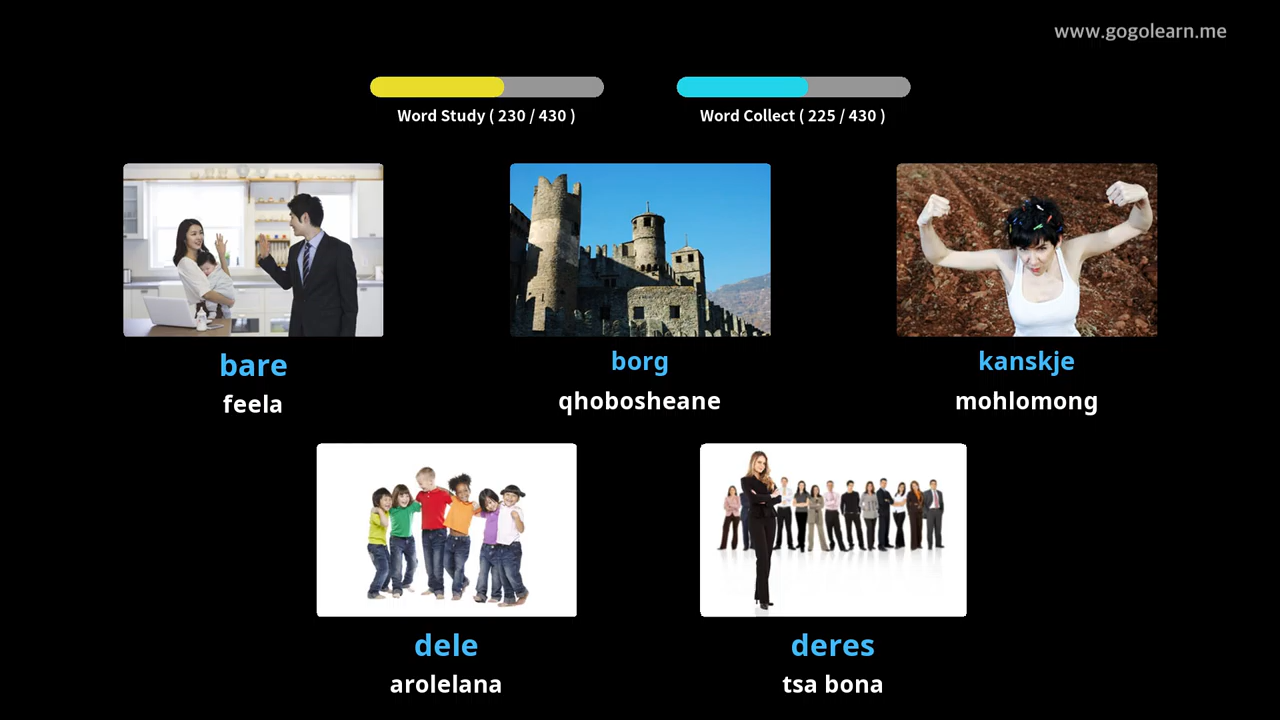 www.gogolearn.me
Word Study ( 230 / 430 )
Word Collect ( 225 / 430 )
bare
feela
borg
qhobosheane
kanskje
mohlomong
dele
arolelana
deres
tsa bona